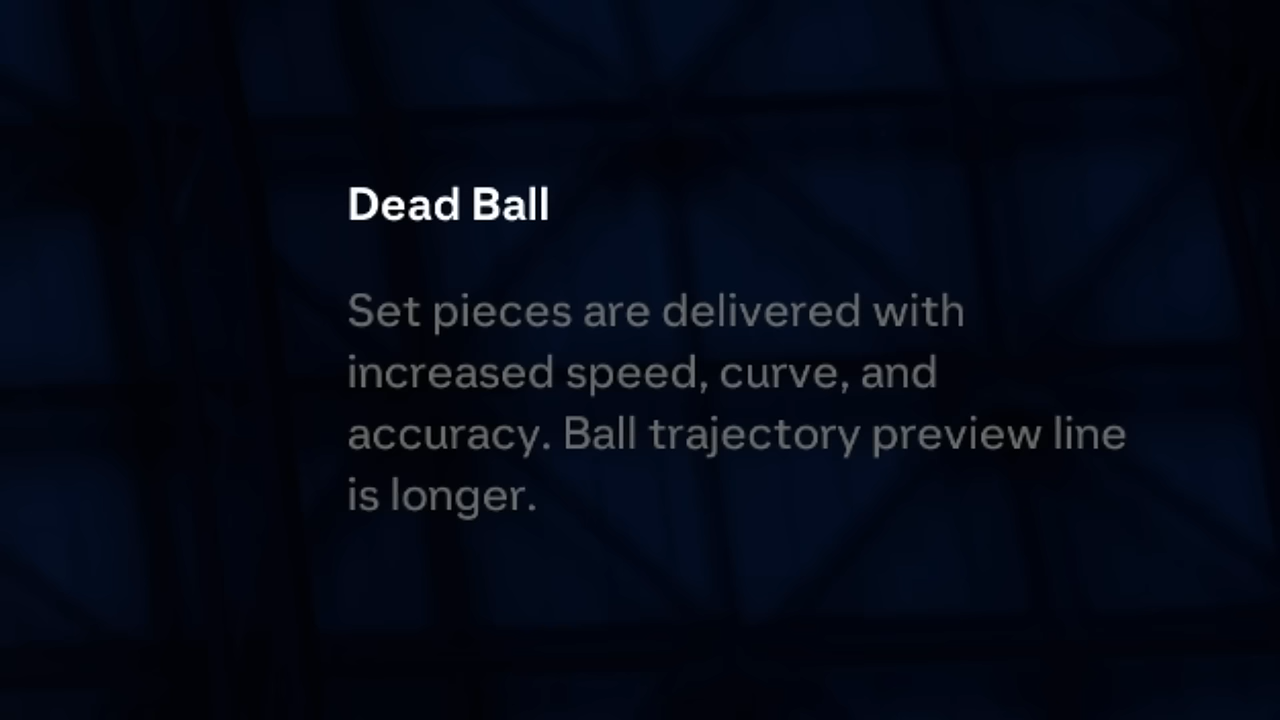 Dead Ball
Set pieces are delivered with
increased speed, curve, and
accuracy. Ball trajectory preview line
is longer.